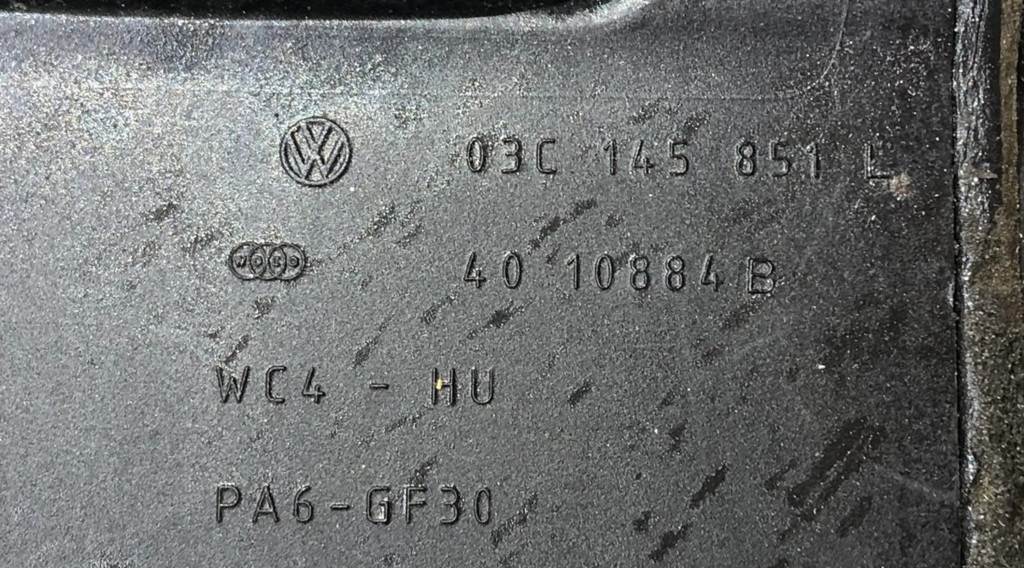 03C 145 851 L
40 10884 B
WC4 - HU
PA6-GF30